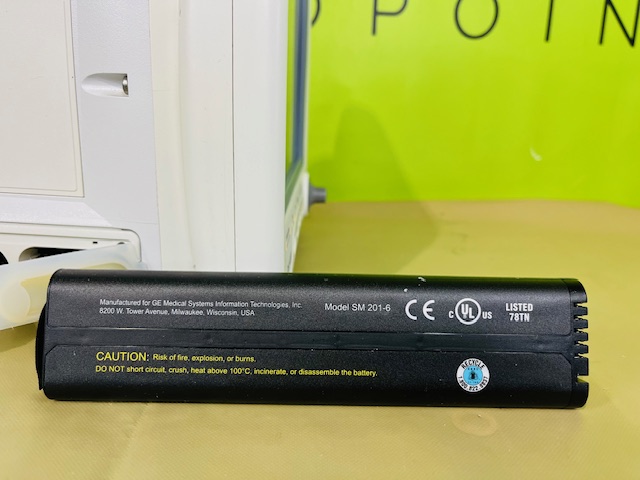 POIN
Manufactured for GE Medical Systems Information Technologies, Inc.
8200 W. Tower Avenue, Milwaukee, Wisconsin, USA
Model SM 201-6
CE
C UL US
LISTED
78TN
CAUTION: Risk of fire, explosion, or burns.
DO NOT short circuit, crush, heat above 100°C, incinerate, or disassemble the battery.
RECYCLE